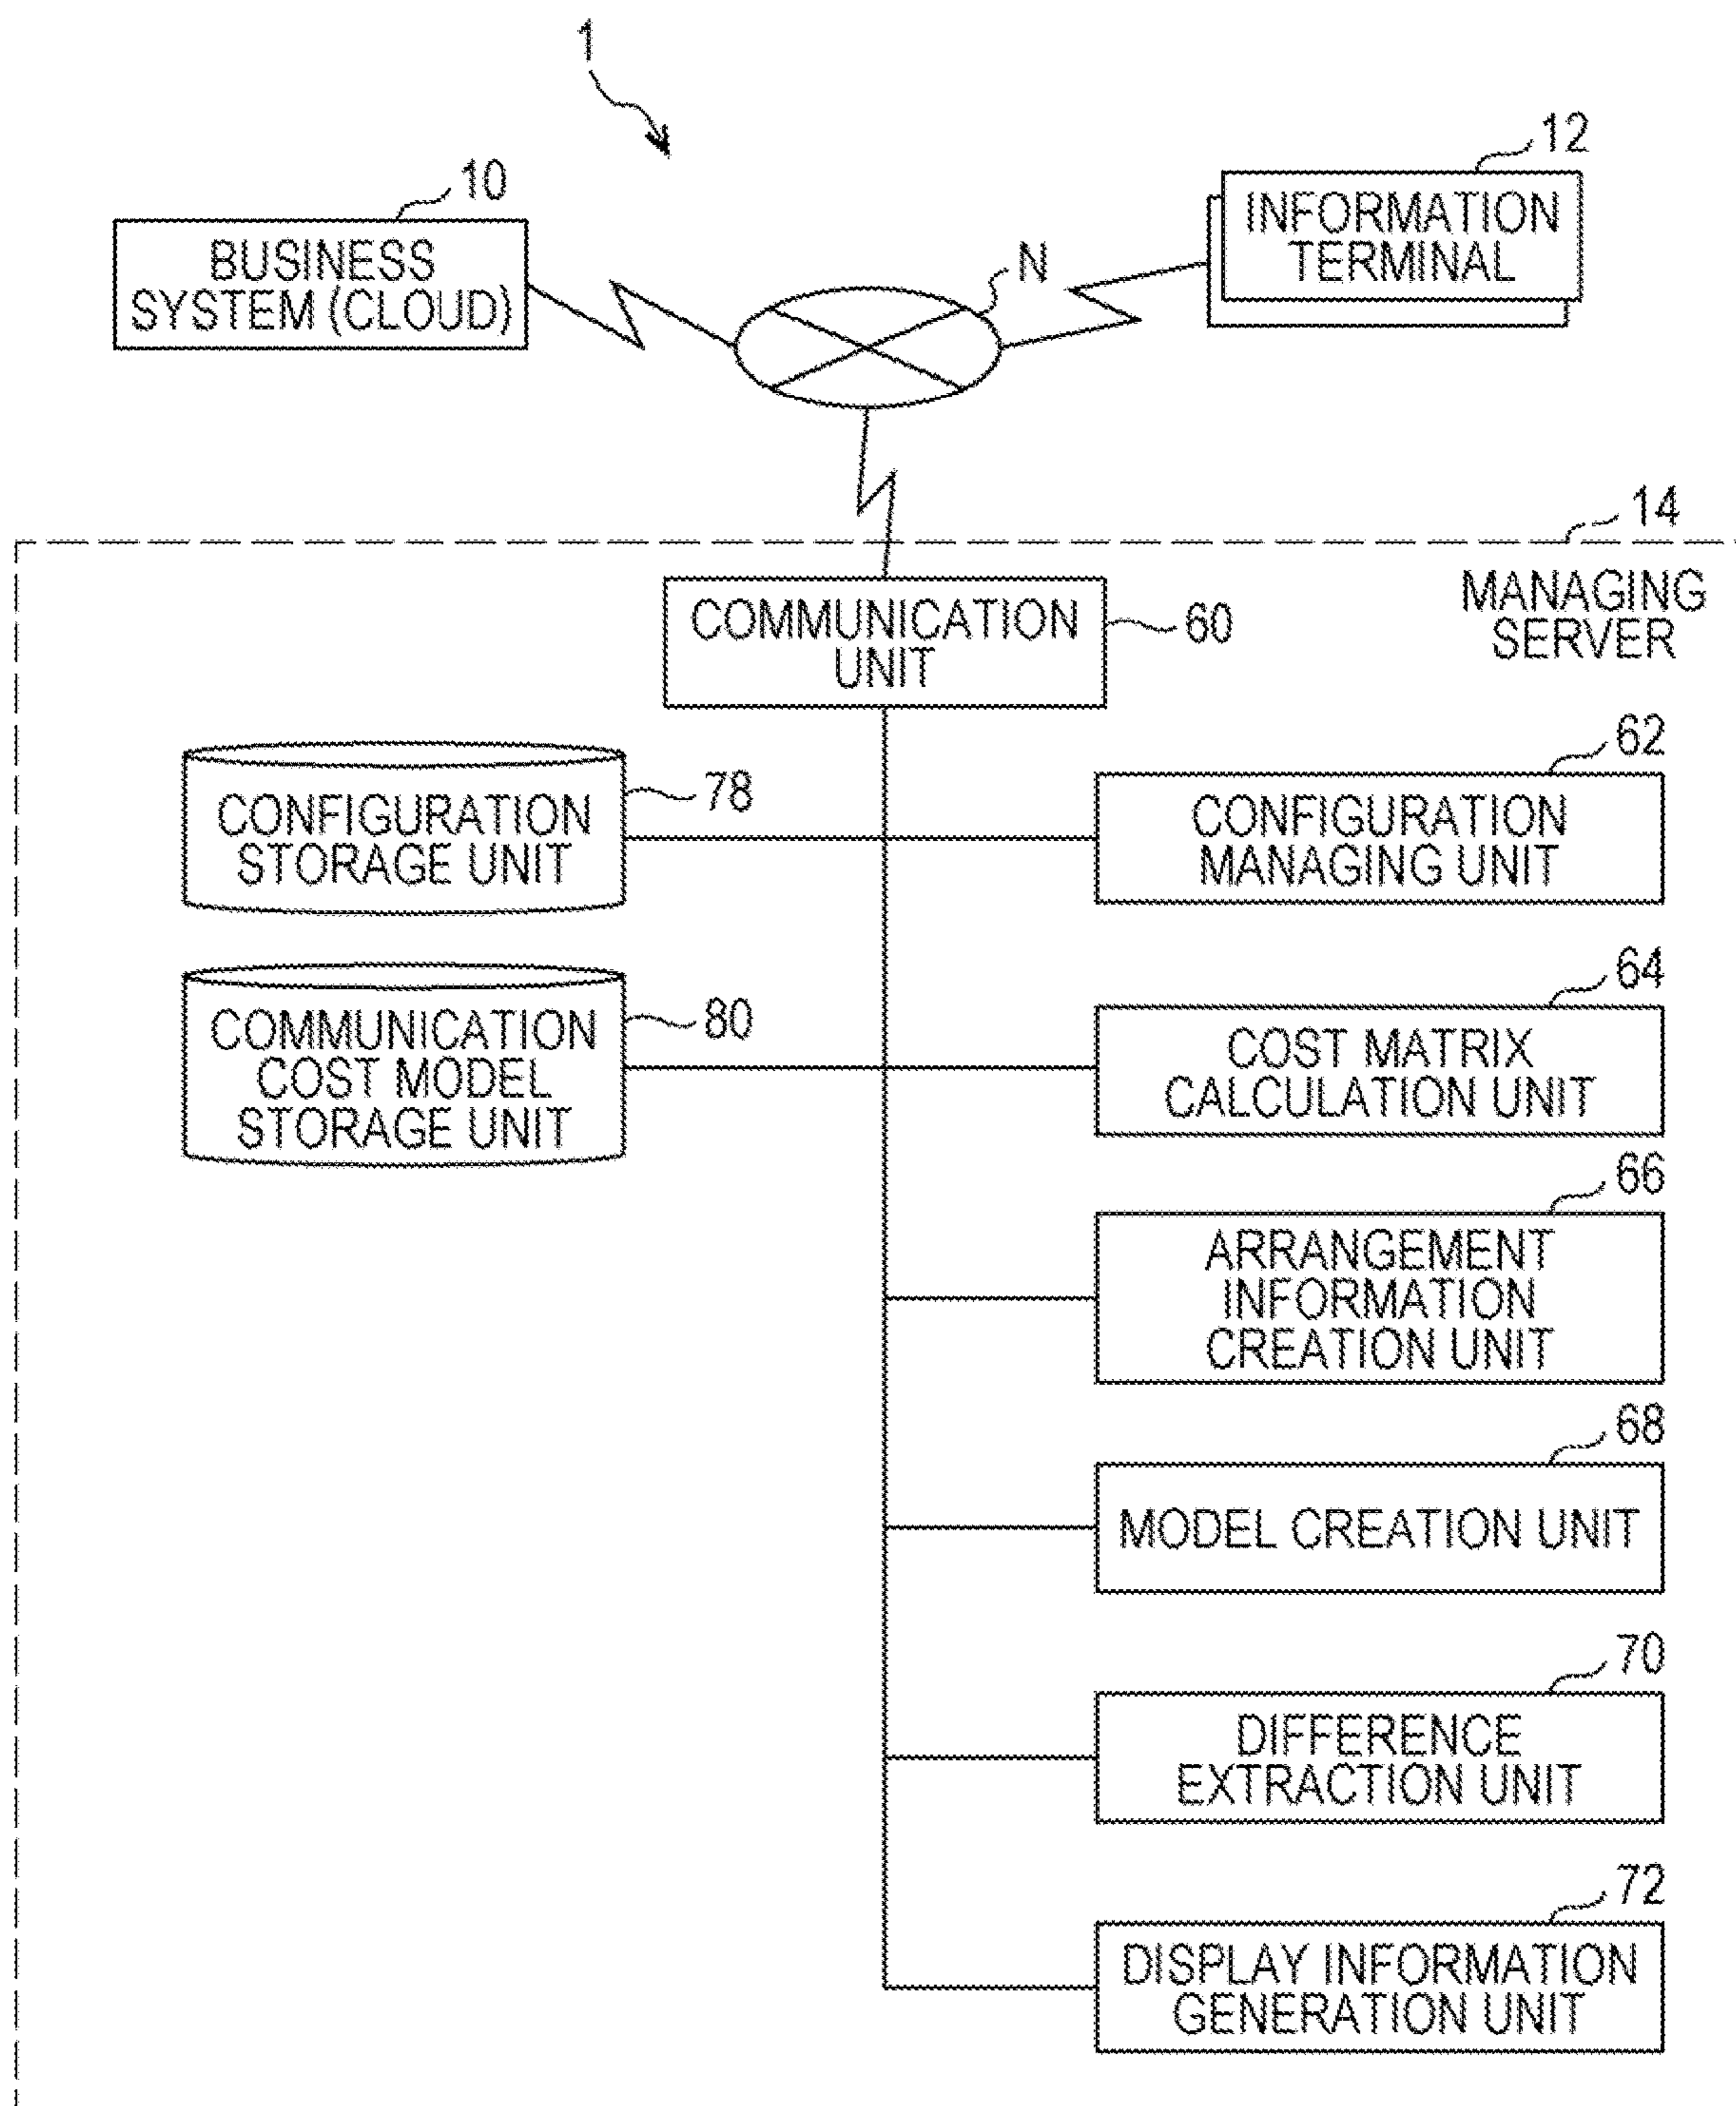 1
10
BUSINESS
SYSTEM (CLOUD)
N
12
INFORMATION
TERMINAL
14
MANAGING
SERVER
COMMUNICATION
UNIT
60
CONFIGURATION
STORAGE UNIT
78
62
CONFIGURATION
MANAGING UNIT
COMMUNICATION
COST MODEL
STORAGE UNIT
80
64
COST MATRIX
CALCULATION UNIT
66
ARRANGEMENT
INFORMATION
CREATION UNIT
68
MODEL CREATION UNIT
70
DIFFERENCE
EXTRACTION UNIT
72
DISPLAY INFORMATION
GENERATION UNIT